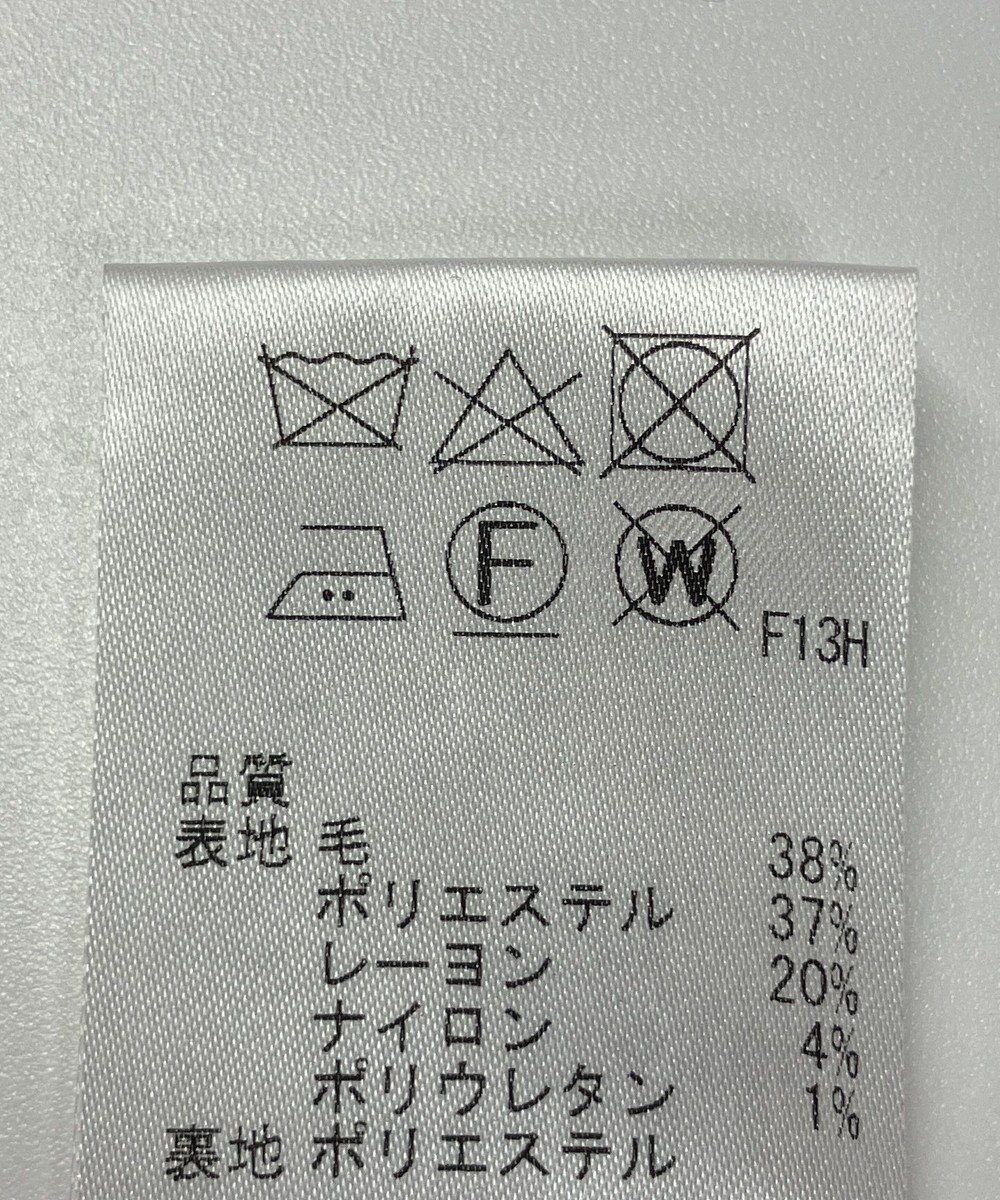 F W F13H
品質
表地 毛 38%
ポリエステル 37%
レーヨン 20%
ナイロン 4%
ポリウレタン 1%
裏地 ポリエステル